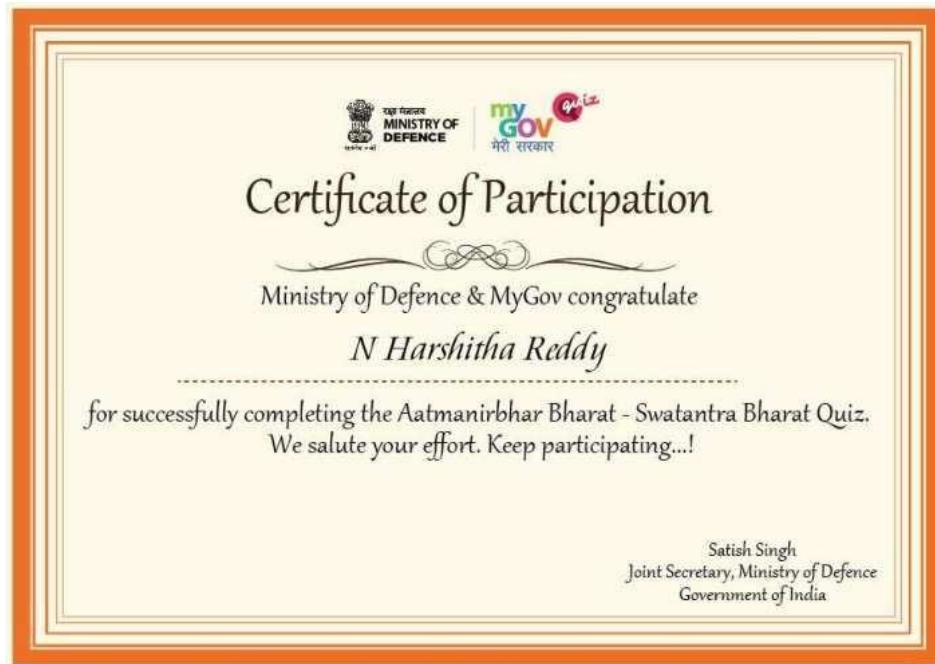 रक्षा मंत्रालय
MINISTRY OF
DEFENCE
my
GOV
मेरी सरकार
quiz
Certificate of Participation
Ministry of Defence & MyGov congratulate
N Harshitha Reddy
for successfully completing the Aatmanirbhar Bharat - Swatantra Bharat Quiz.
We salute your effort. Keep participating...!
Satish Singh
Joint Secretary, Ministry of Defence
Government of India